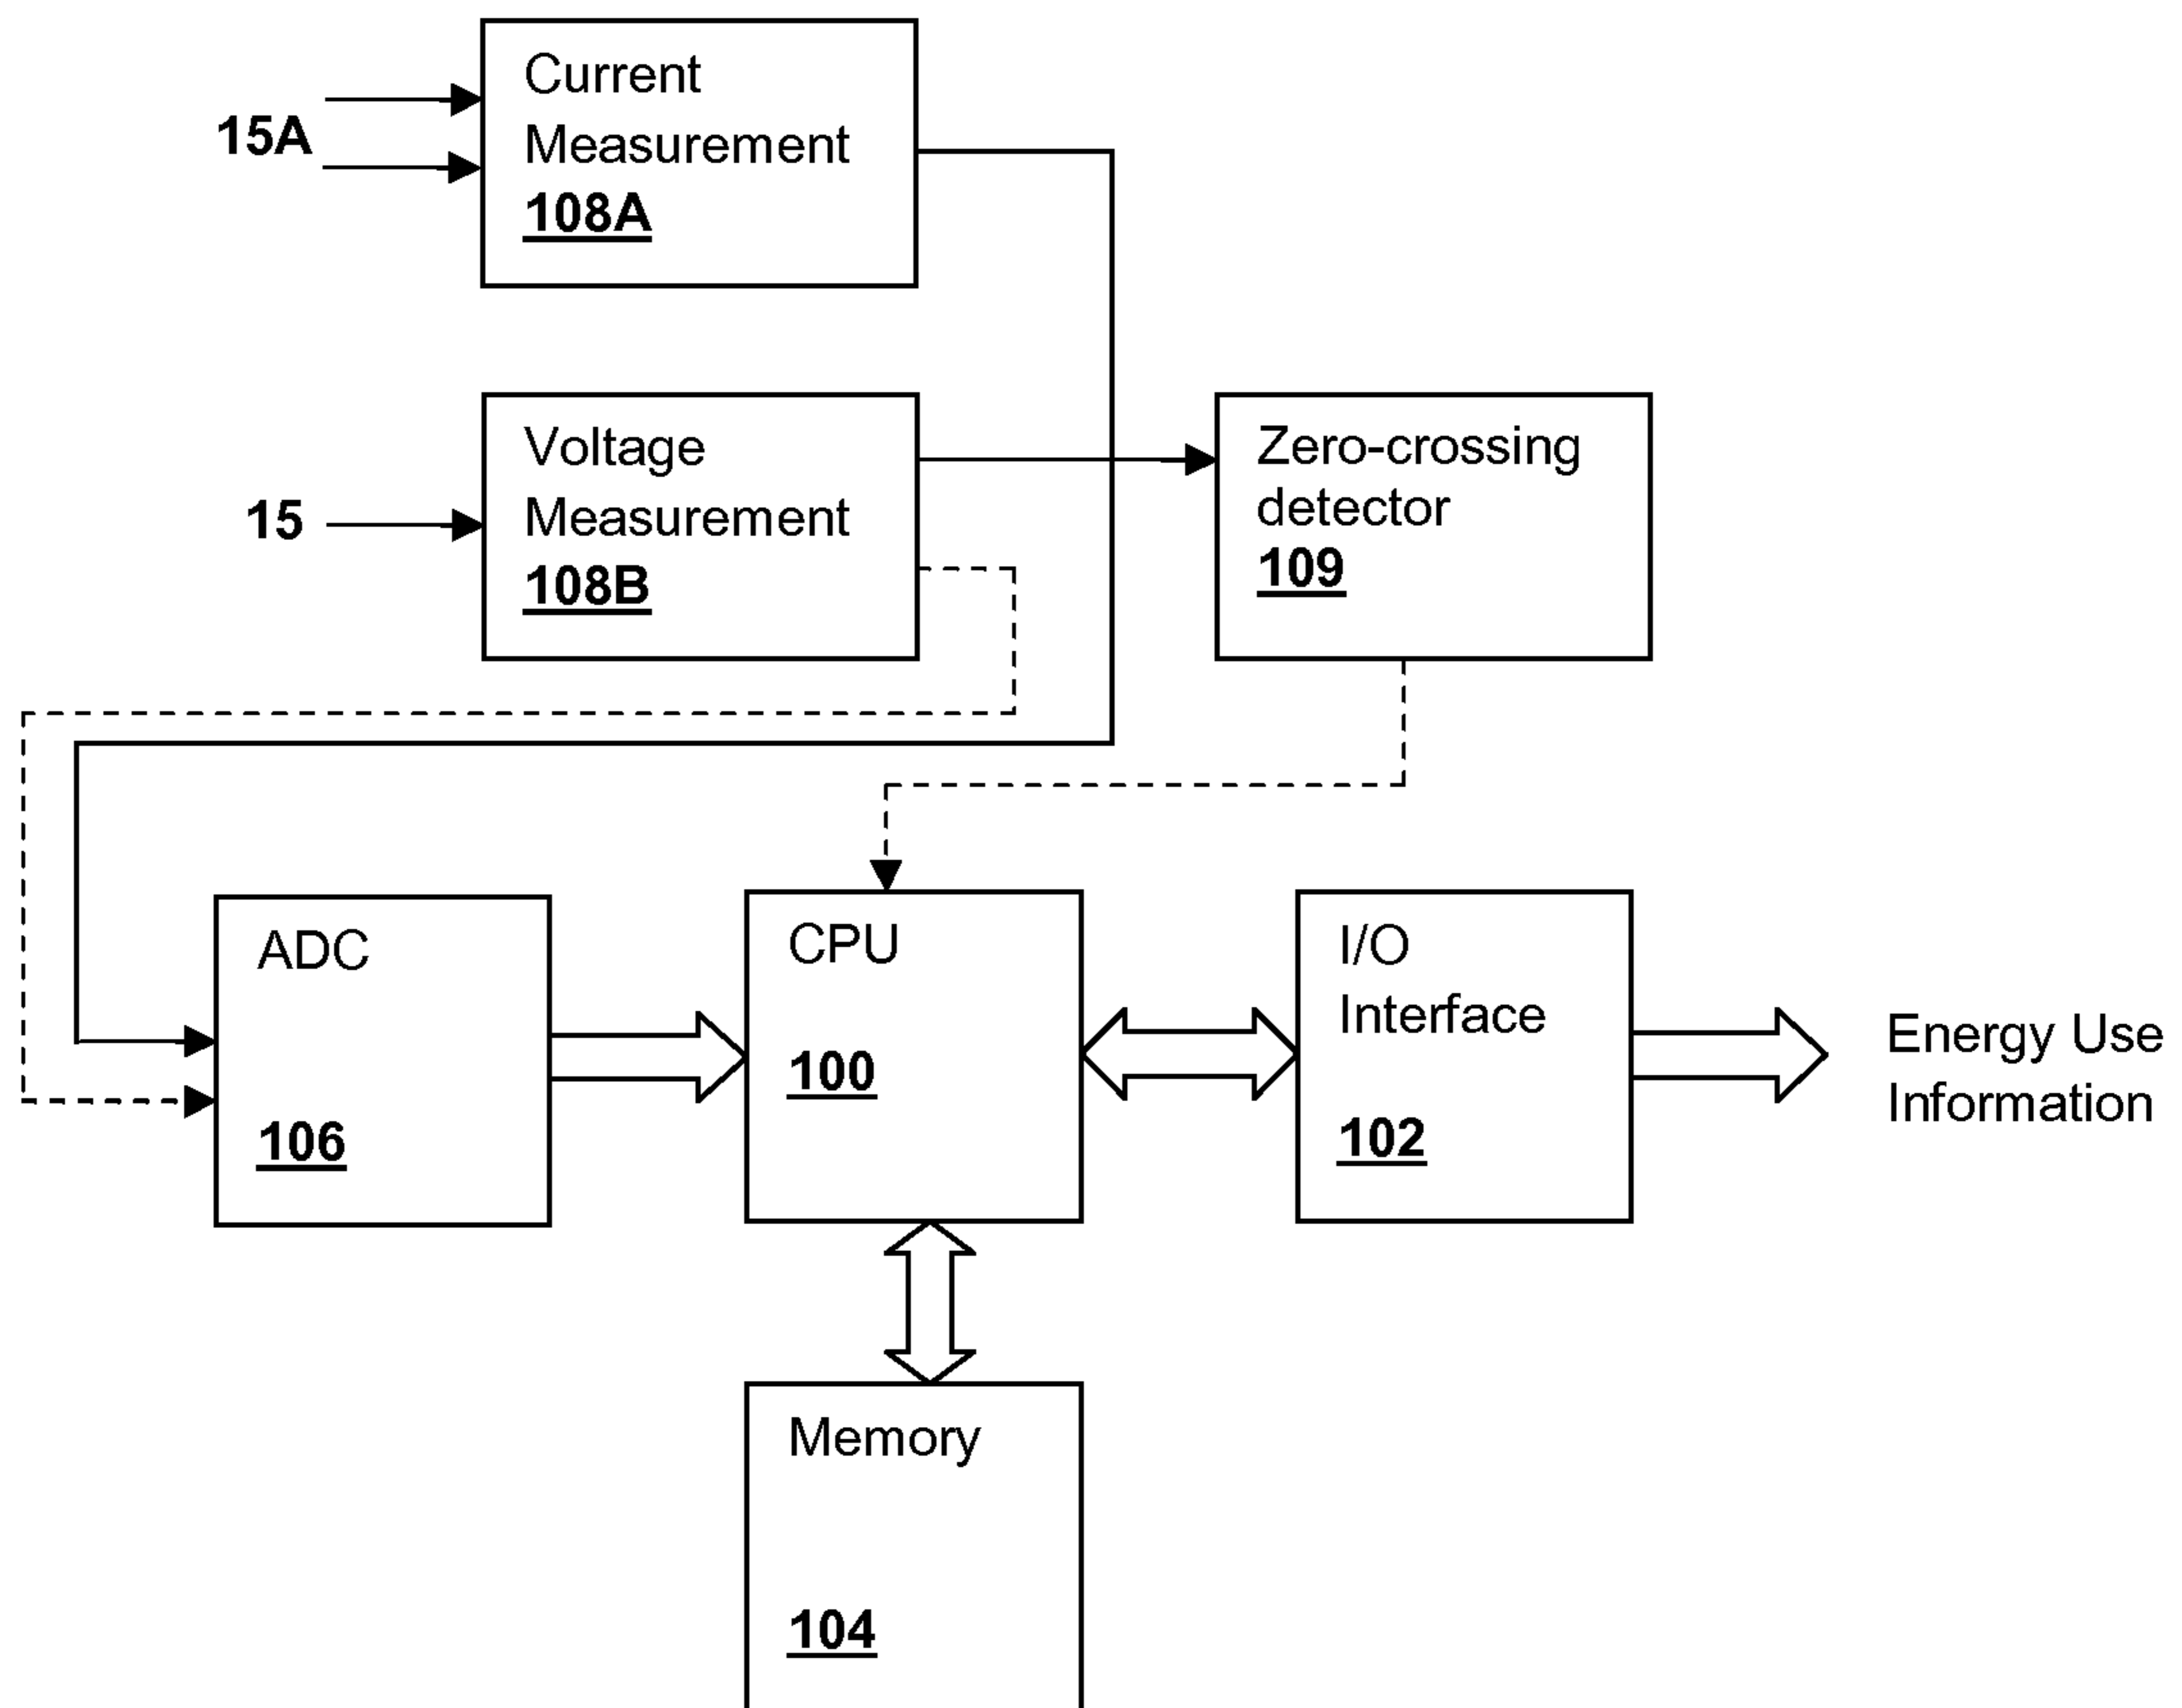 Current
Measurement
108A
15A
Voltage
Measurement
108B
15
Zero-crossing
detector
109
ADC
106
CPU
100
I/O
Interface
102
Energy Use
Information
Memory
104